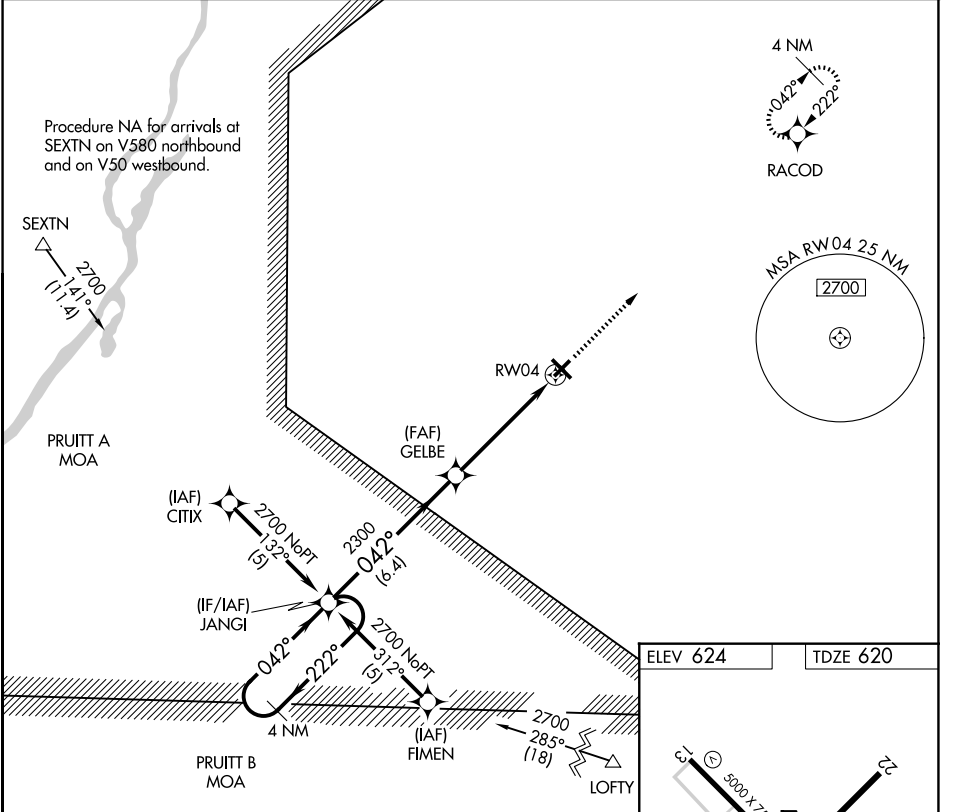 4 NM
042°
222°
RACOD
Procedure NA for arrivals at
SEXTN on V580 northbound
and on V50 westbound.
SEXTN
2700
141°
(11.4)
MSA RW04 25 NM
2700
RW04
PRUITT A
MOA
(FAF)
GELBE
(IAF)
CITIX
2700 NoPT
132°
(5)
2300
042°
(6.4)
(IF/IAF)
JANGI
042°
222°
2700 NoPT
312°
(5)
4 NM
(IAF)
FIMEN
PRUITT B
MOA
2700
285°
(18)
LOFTY
ELEV 624
TDZE 620
13
22
5000 X